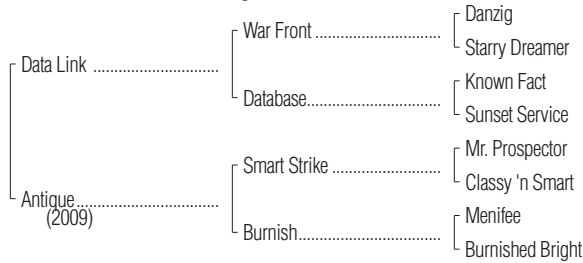 Danzig
War Front ..............................
Starry Dreamer
Data Link ..............................
Known Fact
Database................................
Sunset Service
Mr. Prospector
Smart Strike ..........................
Classy 'n Smart
Antique..................................
(2009)
Menifee
Burnish..................................
Burnished Bright